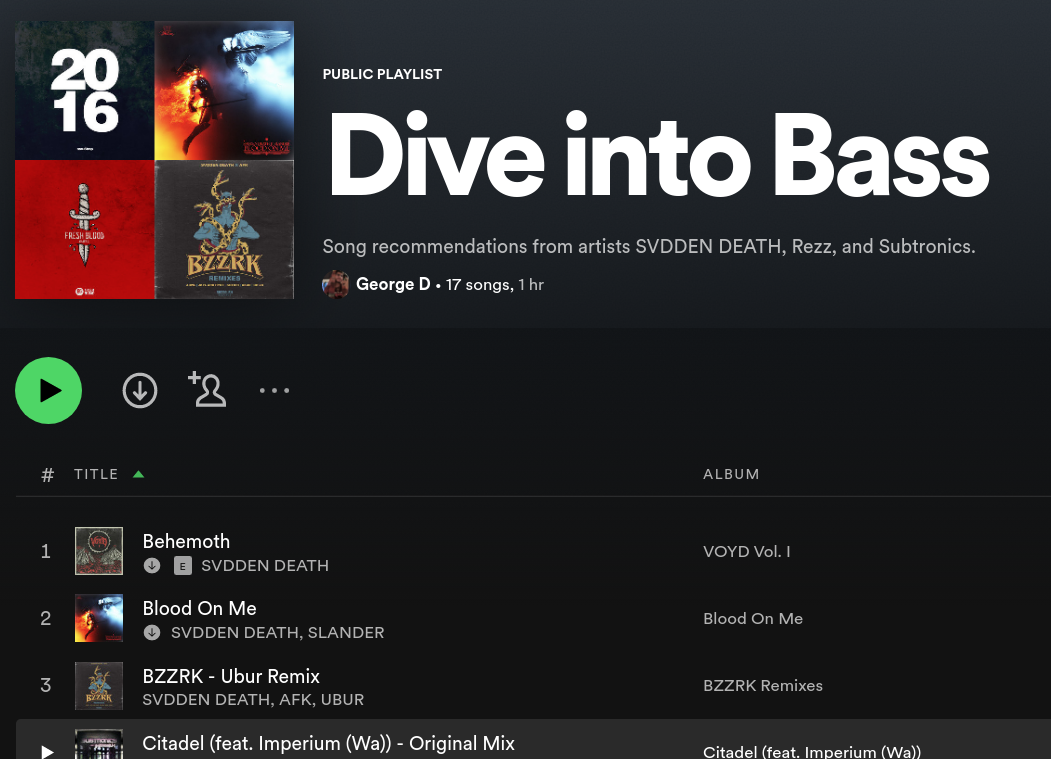 20
16
PUBLIC PLAYLIST
Dive into Bass
Song recommendations from artists SVDDEN DEATH, Rezz, and Subtronics.
George D • 17 songs, 1 hr
FRESH BLOOD
SVDDEN DEATH X AFK
BZZRK
REMIXES
# TITLE ALBUM
1 Behemoth VOYD Vol. I
E SVDDEN DEATH
2 Blood On Me Blood On Me
SVDDEN DEATH, SLANDER
3 BZZRK - Ubur Remix BZZRK Remixes
SVDDEN DEATH, AFK, UBUR
Citadel (feat. Imperium (Wa)) - Original Mix Citadel (feat. Imperium (Wa))